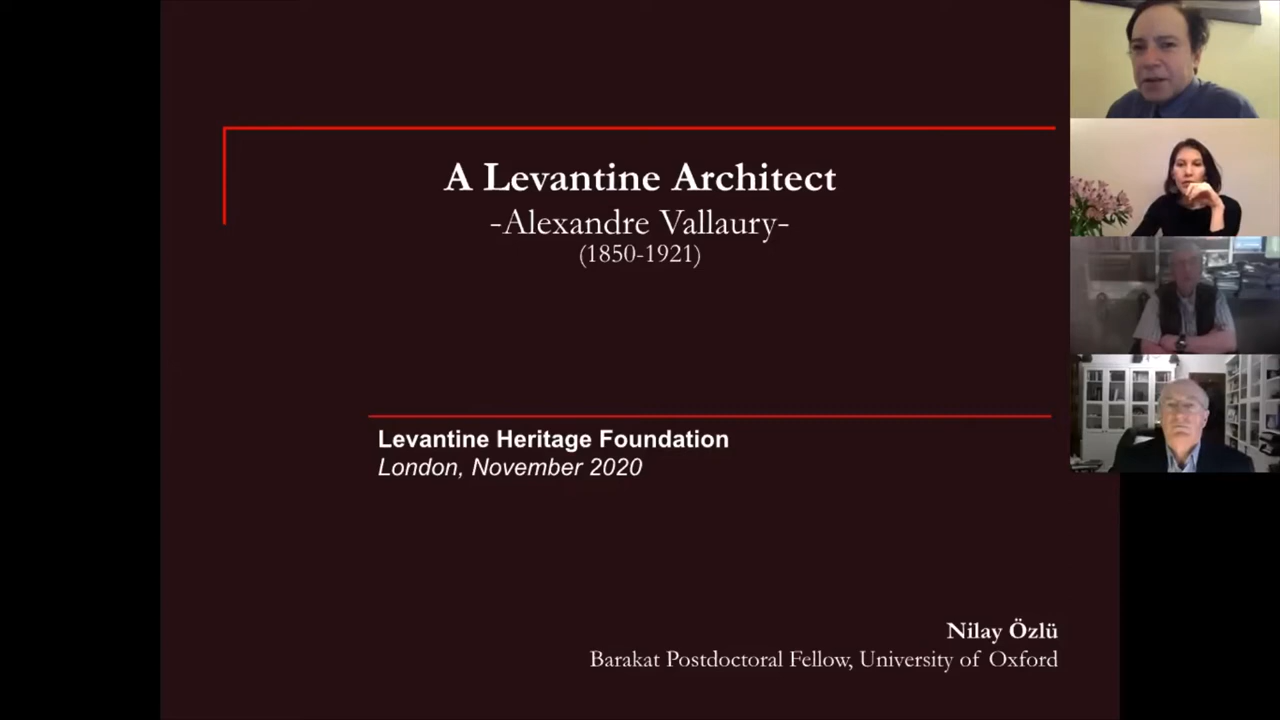 A Levantine Architect
-Alexandre Vallaury-
(1850-1921)
Levantine Heritage Foundation
London, November 2020
Nilay Özlü
Barakat Postdoctoral Fellow, University of Oxford